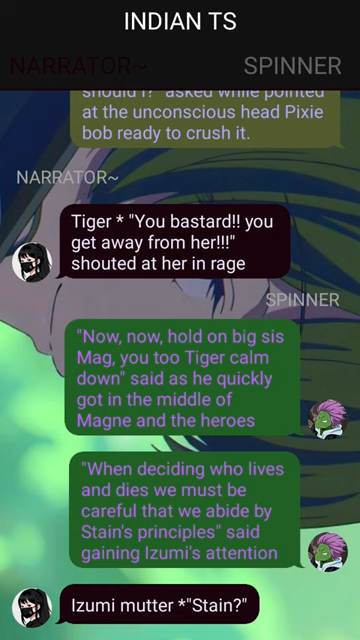 INDIAN TS
NARRATOR~
SPINNER
should I?" asked while pointed
at the unconscious head Pixie
bob ready to crush it.
NARRATOR~
Tiger * "You bastard!! you
get away from her!!!"
shouted at her in rage
SPINNER
"Now, now, hold on big sis
Mag, you too Tiger calm
down" said as he quickly
got in the middle of
Magne and the heroes
"When deciding who lives
and dies we must be
careful that we abide by
Stain's principles" said
gaining Izumi's attention
Izumi mutter *"Stain?"